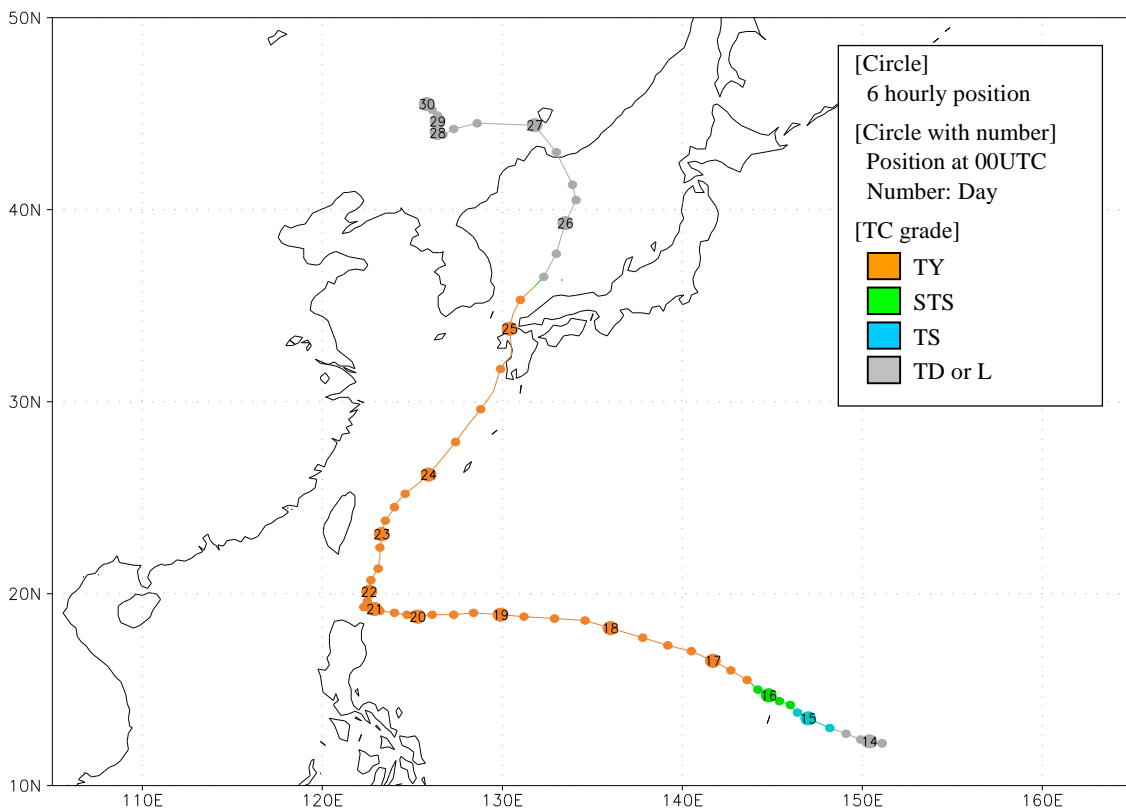 50N
[Circle]
6 hourly position
[Circle with number]
Position at 00UTC
Number: Day
[TC grade]
TY
STS
TS
TD or L
30
29
28
27
40N
26
25
30N
24
23
22
21
20
19
18
17
16
15
14
20N
10N
110E 120E 130E 140E 150E 160E